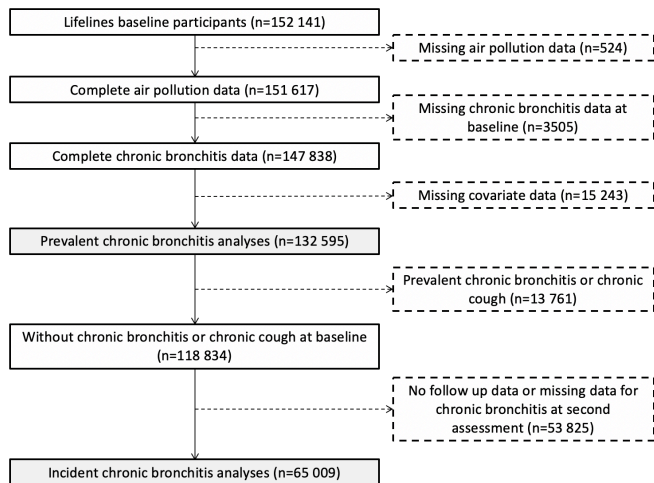 Lifelines baseline participants (n=152 141)
Missing air pollution data (n=524)
Complete air pollution data (n=151 617)
Missing chronic bronchitis data at
baseline (n=3505)
Complete chronic bronchitis data (n=147 838)
Missing covariate data (n=15 243)
Prevalent chronic bronchitis analyses (n=132 595)
Prevalent chronic bronchitis or chronic
cough (n=13 761)
Without chronic bronchitis or chronic cough at baseline
(n=118 834)
No follow up data or missing data for
chronic bronchitis at second
assessment (n=53 825)
Incident chronic bronchitis analyses (n=65 009)